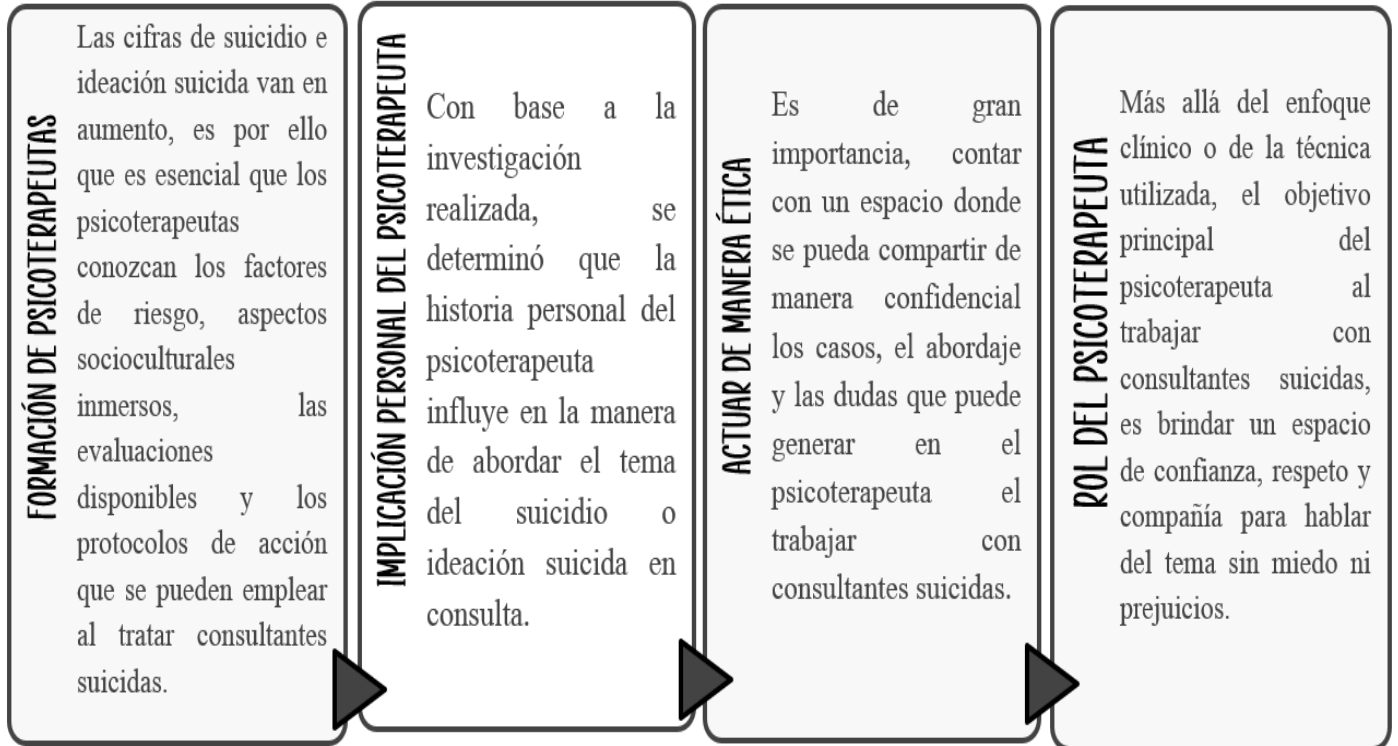 FORMACIÓN DE PSICOTERAPEUTAS
Las cifras de suicidio e
ideación suicida van en
aumento, es por ello
que es esencial que los
psicoterapeutas
conozcan los factores
de riesgo, aspectos
socioculturales
inmersos, las
evaluaciones
disponibles y los
protocolos de acción
que se pueden emplear
al tratar consultantes
suicidas.
IMPLICACIÓN PERSONAL DEL PSICOTERAPEUTA
Con base a la
investigación
realizada, se
determinó que la
historia personal del
psicoterapeuta
influye en la manera
de abordar el tema
del suicidio o
ideación suicida en
consulta.
ACTUAR DE MANERA ÉTICA
Es de gran
importancia, contar
con un espacio donde
se pueda compartir de
manera confidencial
los casos, el abordaje
y las dudas que puede
generar en el
psicoterapeuta el
trabajar con
consultantes suicidas.
ROL DEL PSICOTERAPEUTA
Más allá del enfoque
clínico o de la técnica
utilizada, el objetivo
principal del
psicoterapeuta al
trabajar con
consultantes suicidas,
es brindar un espacio
de confianza, respeto y
compañía para hablar
del tema sin miedo ni
prejuicios.